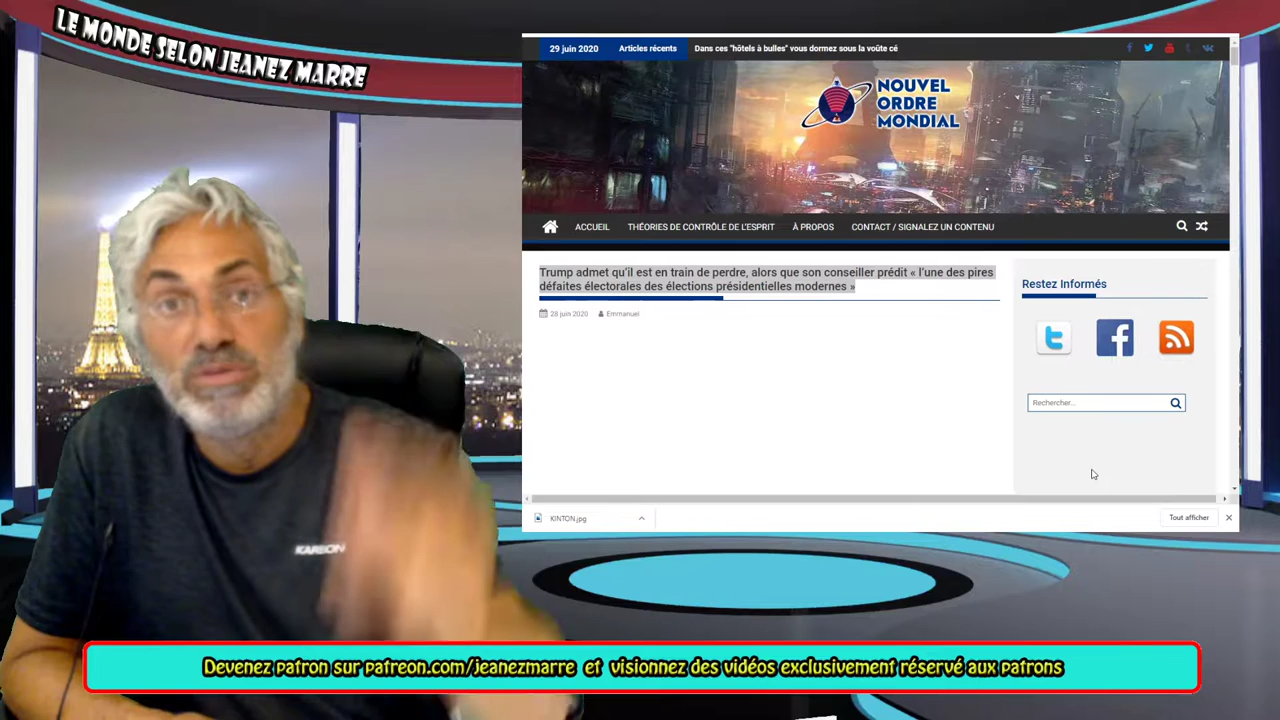 LE MONDE SELON JEANEZ MARRE
29 juin 2020 Articles récents Dans ces "hôtels à bulles" vous dormez sous la voûte cé
NOUVEL
ORDRE
MONDIAL
ACCUEIL THÉORIES DE CONTRÔLE DE L'ESPRIT À PROPOS CONTACT / SIGNALEZ UN CONTENU
Trump admet qu'il est en train de perdre, alors que son conseiller prédit « l'une des pires
défaites électorales des élections présidentielles modernes »
28 juin 2020 Emmanuel
Restez Informés
Rechercher...
KINTON.jpg
Tout afficher
KARBON
Devenez patron sur patreon.com/jeanezmarre et visionnez des vidéos exclusivement réservé aux patrons